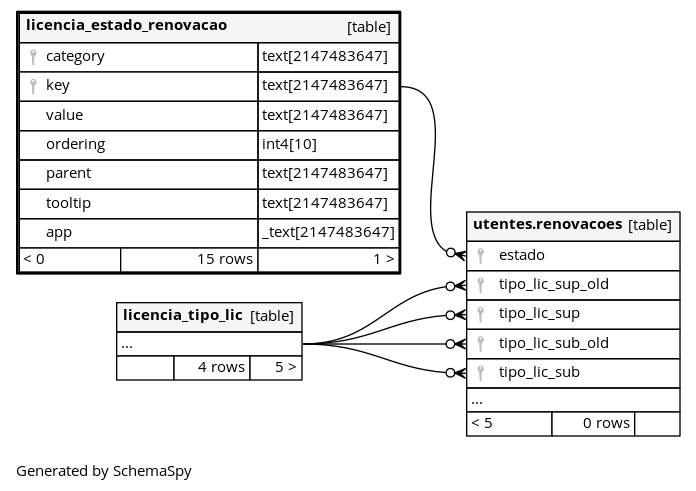 licencia_estado_renovacao [table]
category text[2147483647]
key text[2147483647]
value text[2147483647]
ordering int4[10]
parent text[2147483647]
tooltip text[2147483647]
app _text[2147483647]
< 0 15 rows 1 >
utentes.renovacoes [table]
estado
tipo_lic_sup_old
tipo_lic_sup
tipo_lic_sub_old
tipo_lic_sub
...
< 5 0 rows
licencia_tipo_lic [table]
...
4 rows 5 >
Generated by SchemaSpy